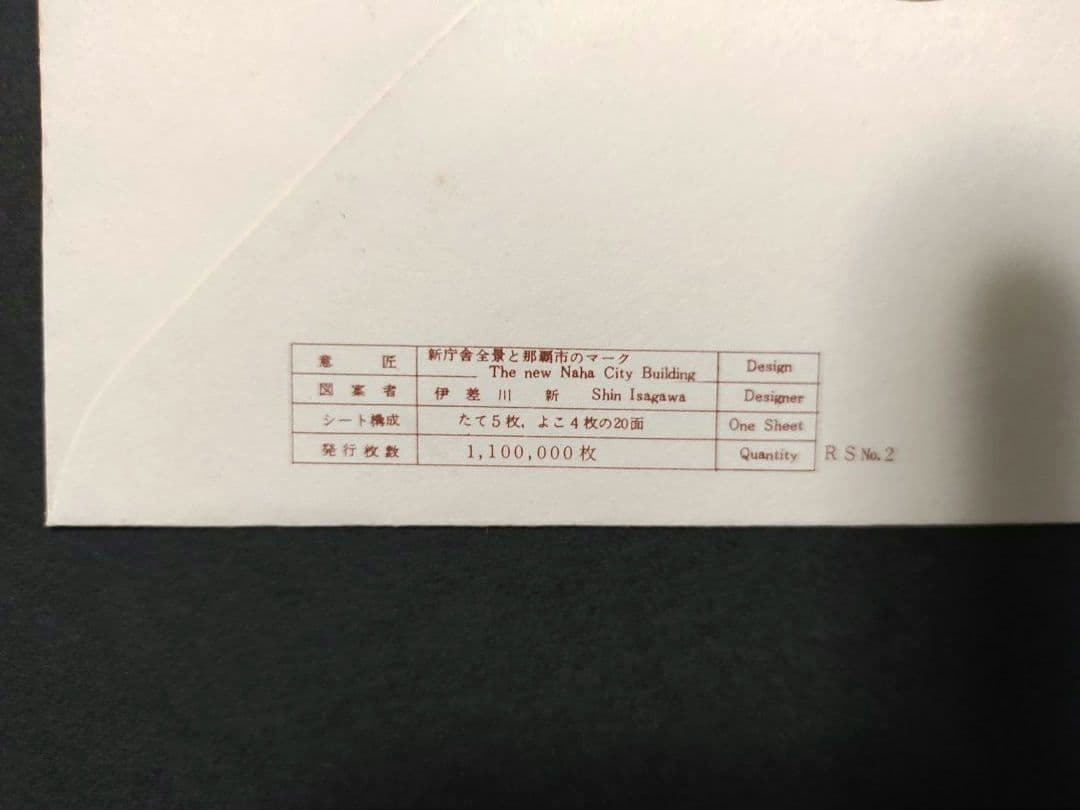 意匠 新庁舎全景と那覇市のマーク Design
The new Naha City Building
図案者 伊差川 新 Shin Isagawa Designer
シート構成 たて5枚, よこ4枚の20面 One Sheet
発行枚数 1,100,000枚 Quantity RS No.2